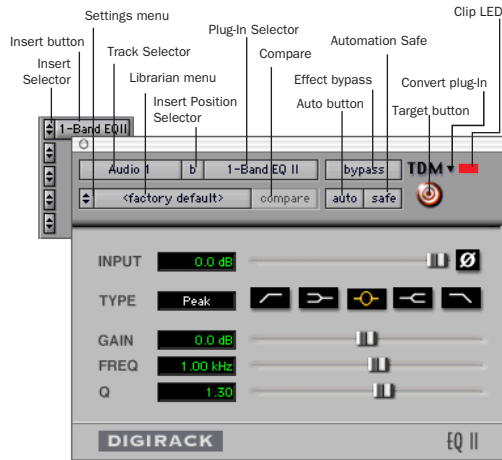 Clip LED
Settings menu
Plug-In Selector
Insert button
Track Selector
Automation Safe
Insert
Selector
Librarian menu
Compare
Effect bypass
Convert plug-In
Insert Position
Selector
Auto button
Target button
1-Band EQII
Audio 1 b 1-Band EQ II bypass TDM
<factory default> compare auto safe
INPUT 0.0 dB Ø
TYPE Peak
GAIN 0.0 dB
FREQ 1.00 kHz
Q 1.30
DIGIRACK EQ II